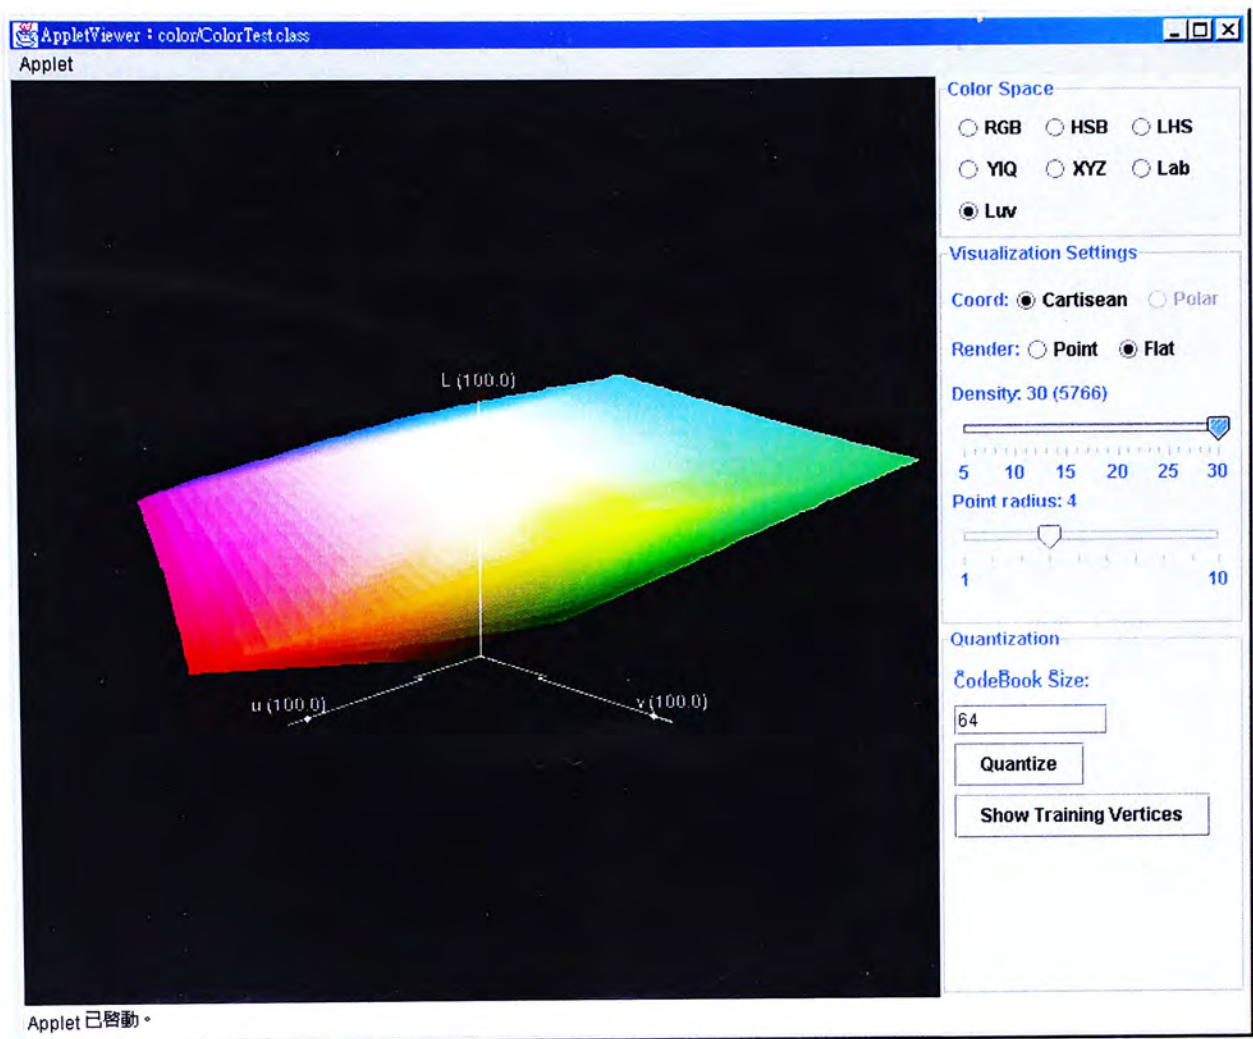 AppletViewer：color/ColorTest.class
Applet
Color Space
RGB HSB LHS
YIQ XYZ Lab
Luv
Visualization Settings
Coord: Cartisean Polar
Render: Point Flat
Density: 30 (5766)
5 10 15 20 25 30
Point radius: 4
1 10
Quantization
CodeBook Size:
64
Quantize
Show Training Vertices
L (100.0)
u (100.0)
v (100.0)
Applet 已啓動。